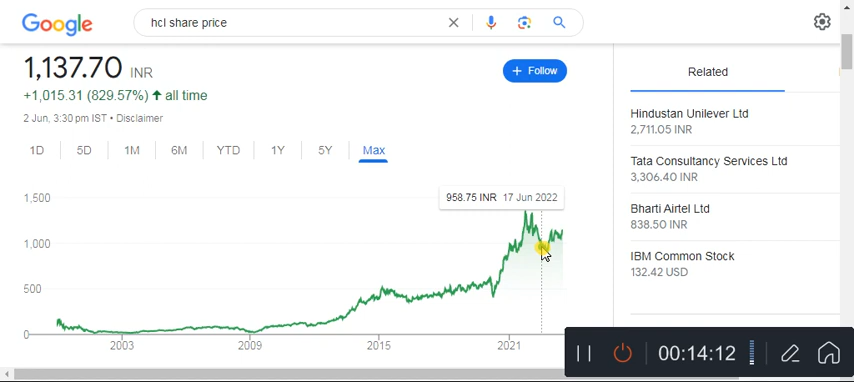 Google
hcl share price
1,137.70 INR
+ Follow
+1,015.31 (829.57%) ↑ all time
2 Jun, 3:30 pm IST • Disclaimer
1D 5D 1M 6M YTD 1Y 5Y Max
958.75 INR 17 Jun 2022
1,500
1,000
500
0
2003 2009 2015 2021
Related
Hindustan Unilever Ltd
2,711.05 INR
Tata Consultancy Services Ltd
3,306.40 INR
Bharti Airtel Ltd
838.50 INR
IBM Common Stock
132.42 USD
00:14:12